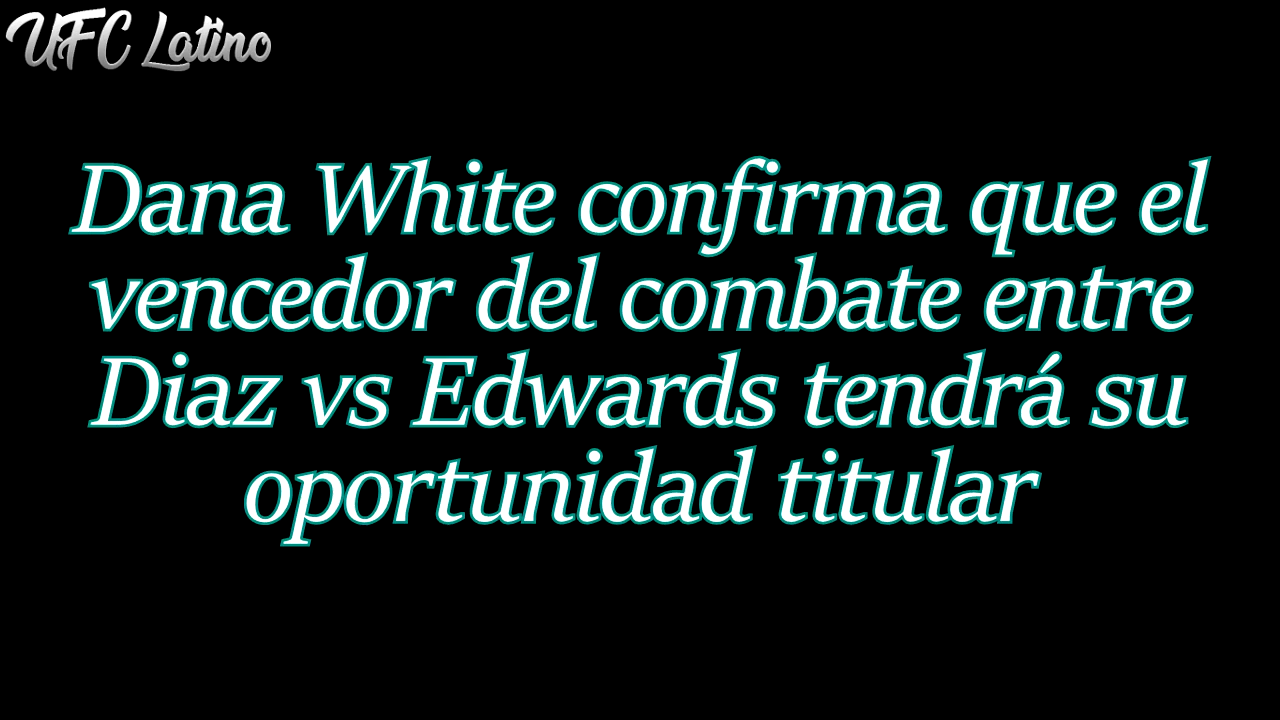 UFC Latino
Dana White confirma que el
vencedor del combate entre
Diaz vs Edwards tendrá su
oportunidad titular